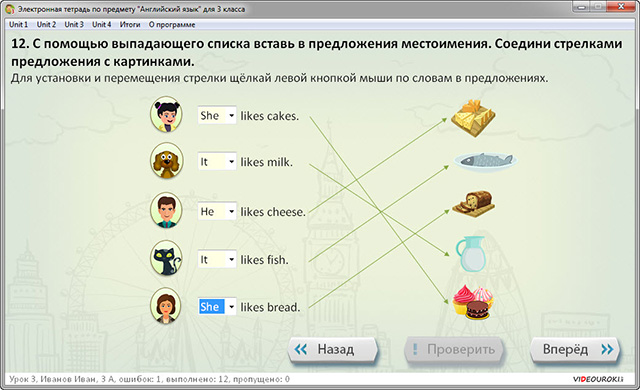 Электронная тетрадь по предмету "Английский язык" для 3 класса
Unit 1 Unit 2 Unit 3 Unit 4 Итоги О программе
12. С помощью выпадающего списка вставь в предложения местоимения. Соедини стрелками
предложения с картинками.
Для установки и перемещения стрелки щёлкай левой кнопкой мыши по словам в предложениях.
She likes cakes.
It likes milk.
He likes cheese.
It likes fish.
She likes bread.
Назад ! Проверить Вперёд
Урок 3, Иванов Иван, 3 А, ошибок: 1, выполнено: 12, пропущено: 0 VIDEOUROKI